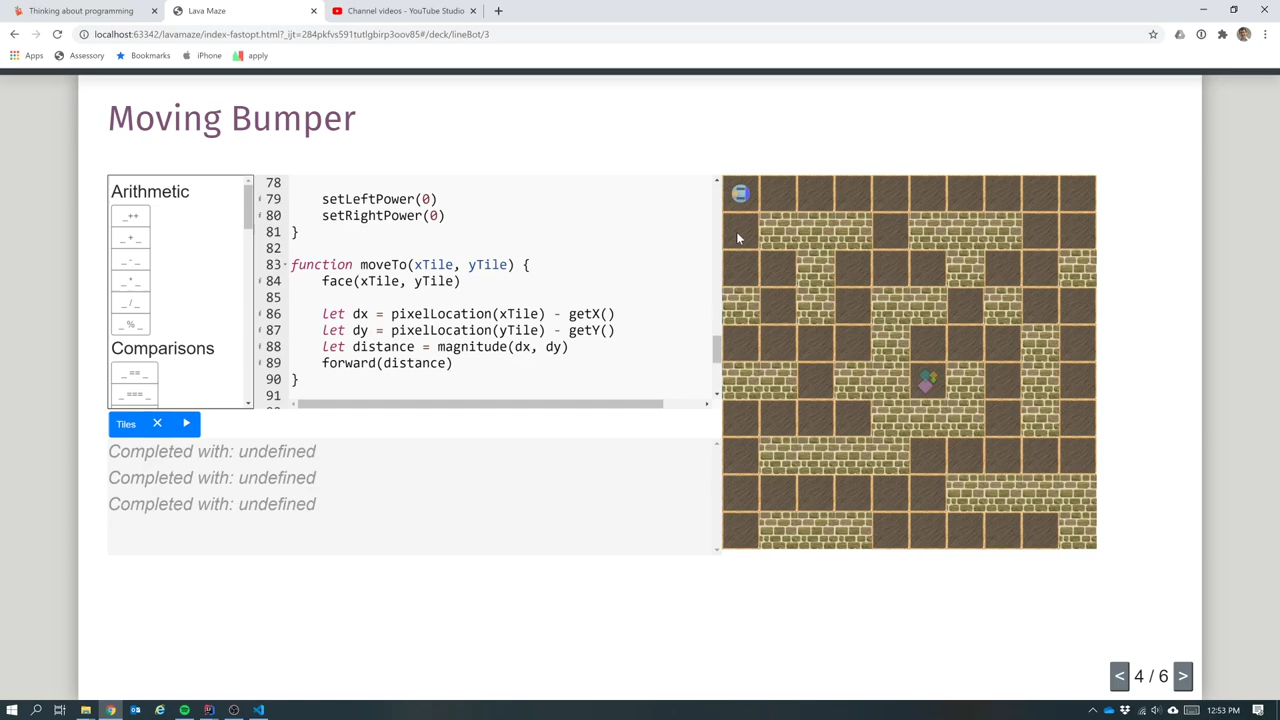 Thinking about programming
Lava Maze
Channel videos - YouTube Studio
localhost:63342/lavamaze/index-fastopt.html?_ijt=284pkfvs591tutlgbirp3oov85#/deck/lineBot/3
Apps
Assessory
Bookmarks
iPhone
apply
Moving Bumper
Arithmetic
_++
_ + _
_ - _
_ * _
_ / _
_ % _
Comparisons
_ == _
_ === _
78
79 setLeftPower(0)
80 setRightPower(0)
81 }
82
83 function moveTo(xTile, yTile) {
84 face(xTile, yTile)
85
86 let dx = pixelLocation(xTile) - getX()
87 let dy = pixelLocation(yTile) - getY()
88 let distance = magnitude(dx, dy)
89 forward(distance)
90 }
91
Tiles
Completed with: undefined
Completed with: undefined
Completed with: undefined
< 4 / 6 >
12:53 PM